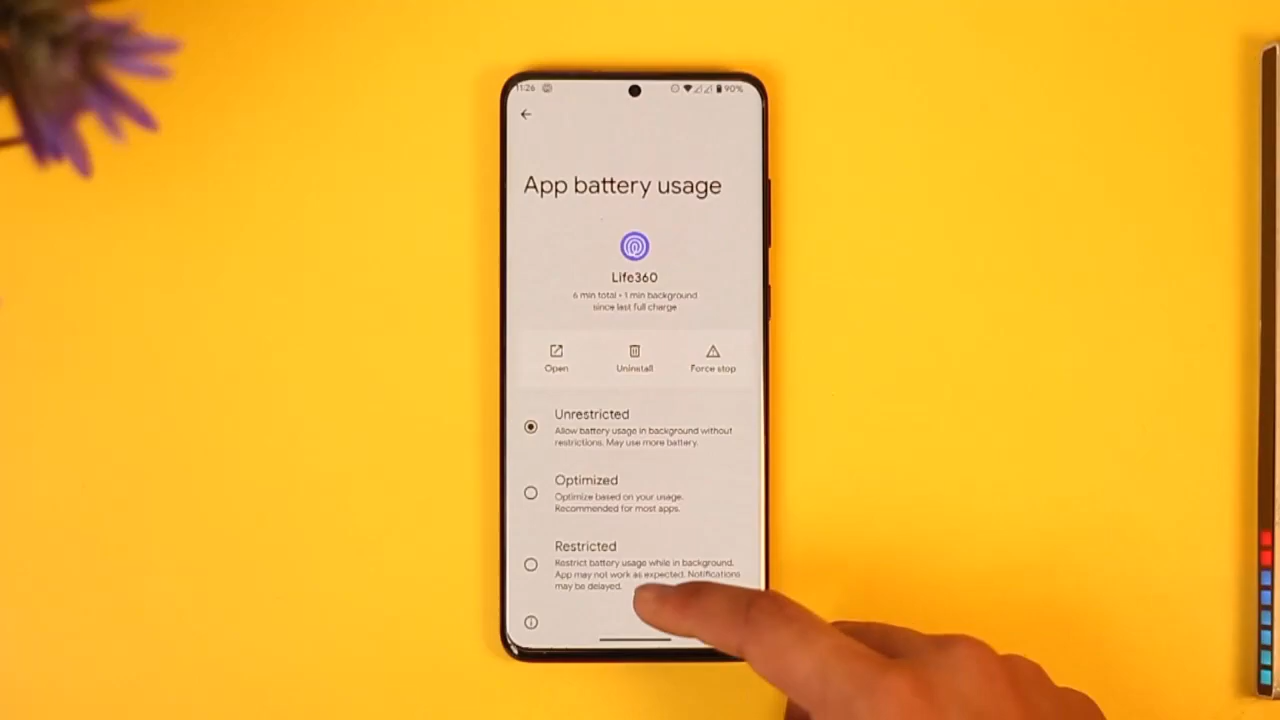 11:26
90%
App battery usage
Life360
6 min total • 1 min background
since last full charge
Open
Uninstall
Force stop
Unrestricted
Allow battery usage in background without
restrictions. May use more battery.
Optimized
Optimize based on your usage.
Recommended for most apps.
Restricted
Restrict battery usage while in background.
App may not work as expected. Notifications
may be delayed.